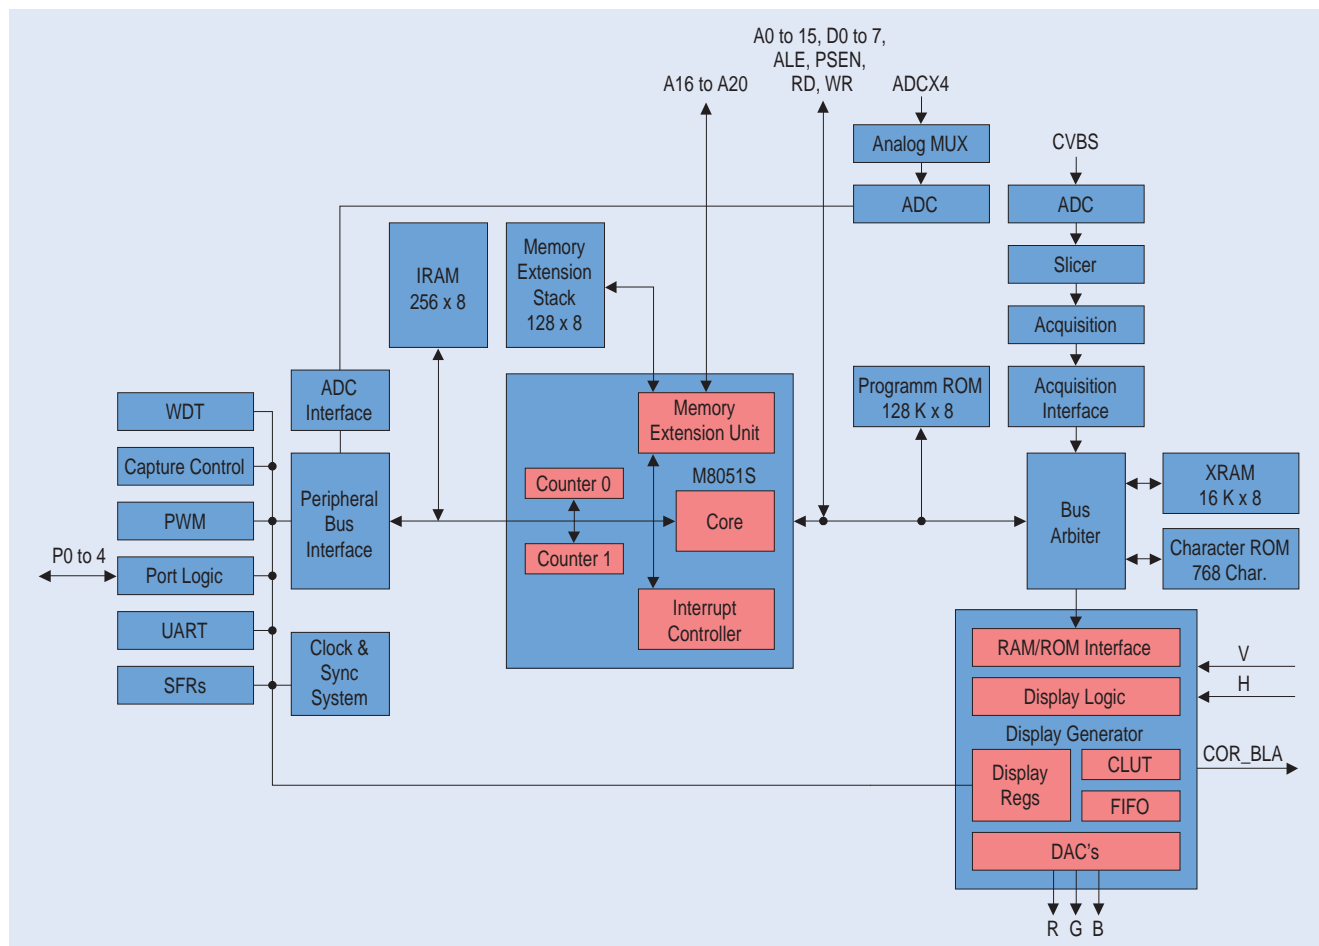 A0 to 15, D0 to 7,
ALE, PSEN,
RD, WR
A16 to A20
ADCX4
Analog MUX
CVBS
ADC
ADC
IRAM
256 x 8
Memory
Extension
Stack
128 x 8
Slicer
Acquisition
ADC
Interface
WDT
Memory
Extension Unit
Programm ROM
128 K x 8
Acquisition
Interface
Capture Control
M8051S
Counter 0
Core
Counter 1
Peripheral
Bus
Interface
XRAM
16 K x 8
Bus
Arbiter
PWM
P0 to 4
Port Logic
Character ROM
768 Char.
UART
Interrupt
Controller
Clock &
Sync
System
SFRs
RAM/ROM Interface
V
H
Display Logic
Display Generator
Display
Regs
CLUT
FIFO
COR_BLA
DAC's
R
G
B